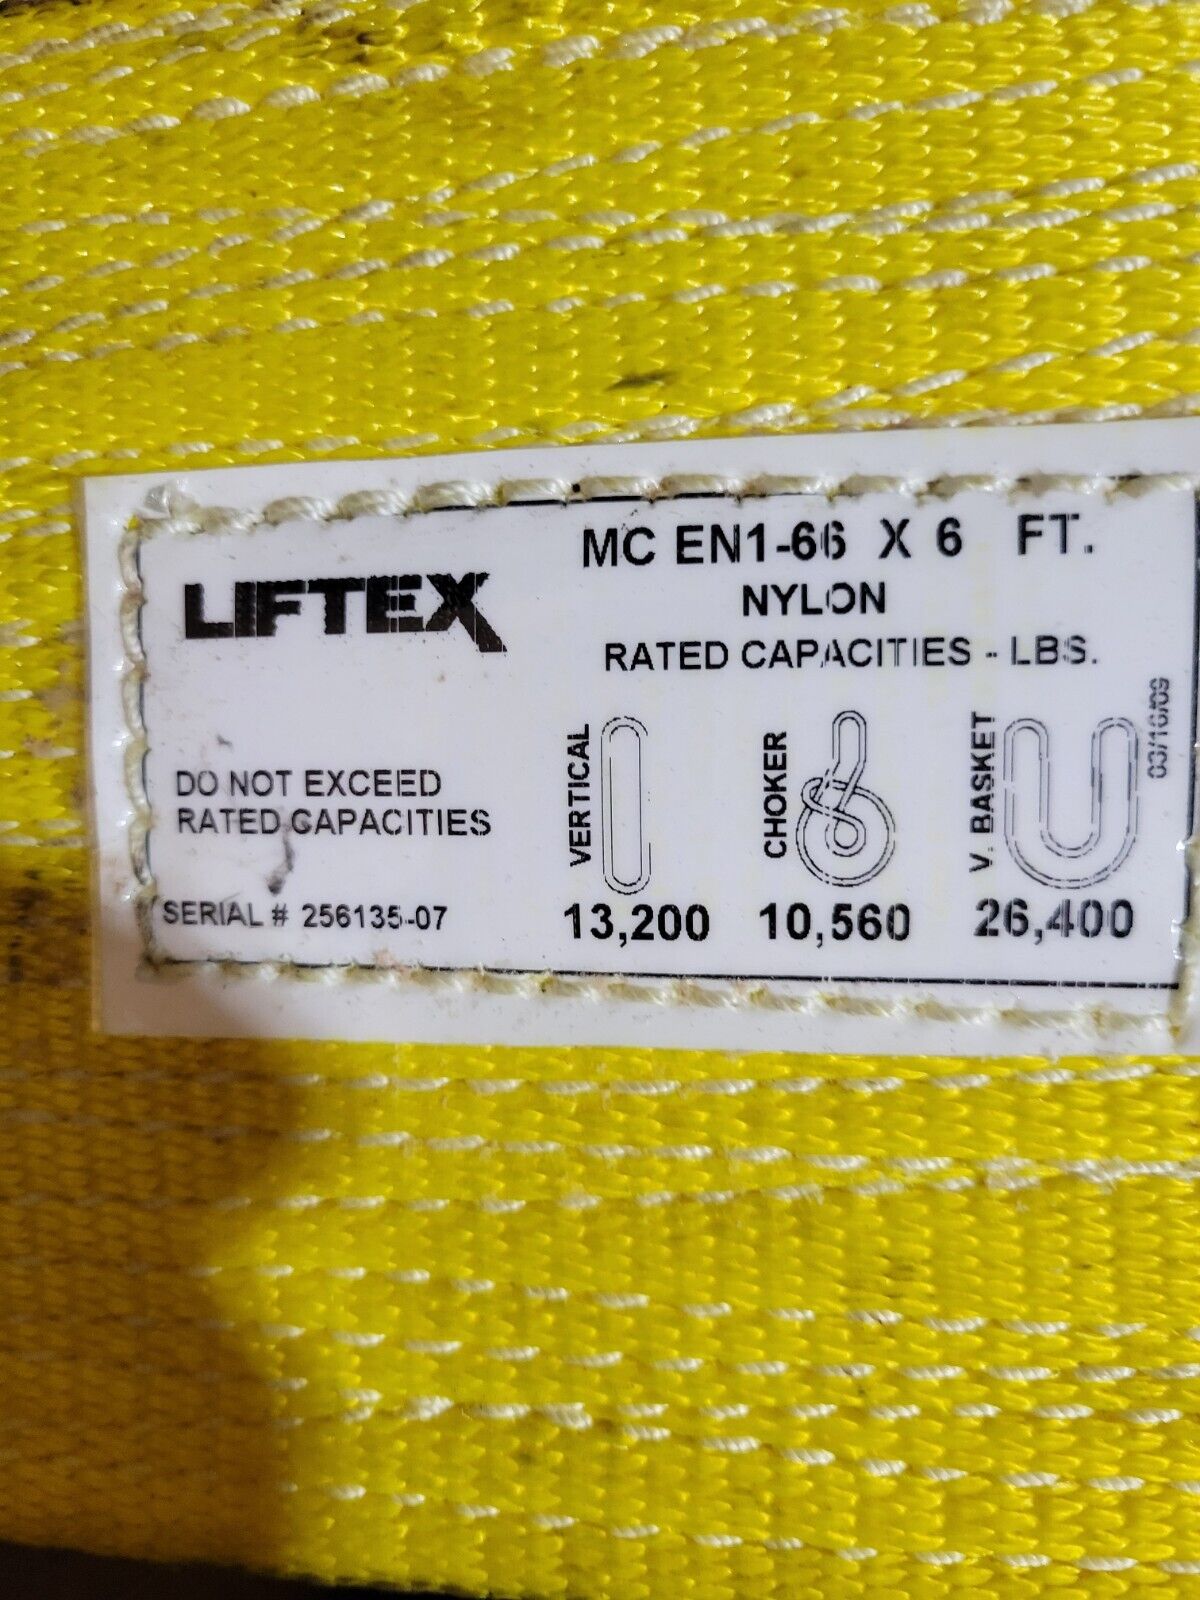 LIFTEX
MC EN1-66 X 6 FT.
NYLON
RATED CAPACITIES - LBS.
DO NOT EXCEED
RATED CAPACITIES
SERIAL # 256135-07
VERTICAL
13,200
CHOKER
10,560
V. BASKET
26,400